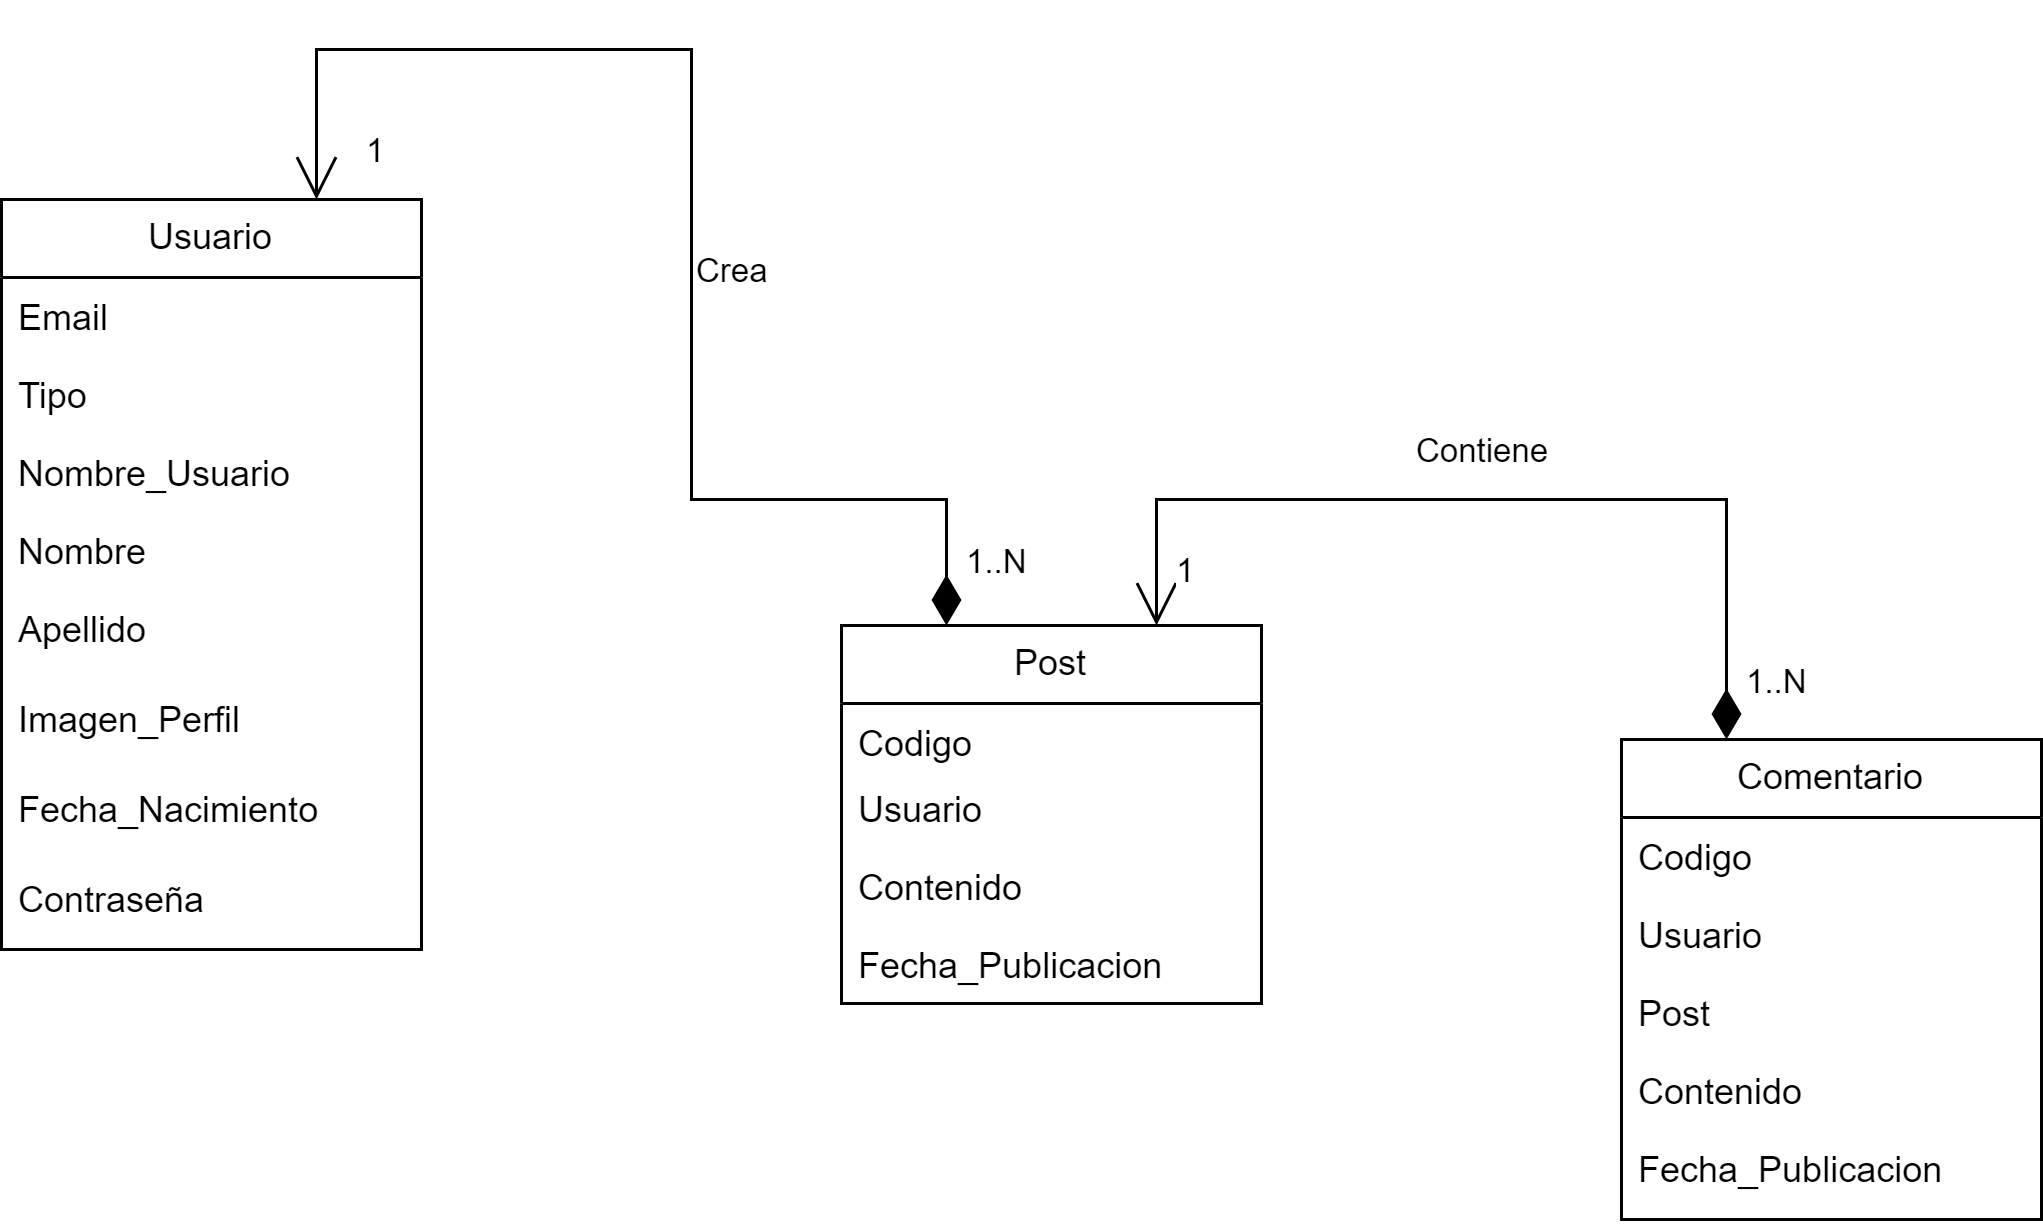 1
Usuario
Email
Tipo
Nombre_Usuario
Nombre
Apellido
Imagen_Perfil
Fecha_Nacimiento
Contraseña
Crea
1..N
Post
Codigo
Usuario
Contenido
Fecha_Publicacion
Contiene
1
1..N
Comentario
Codigo
Usuario
Post
Contenido
Fecha_Publicacion